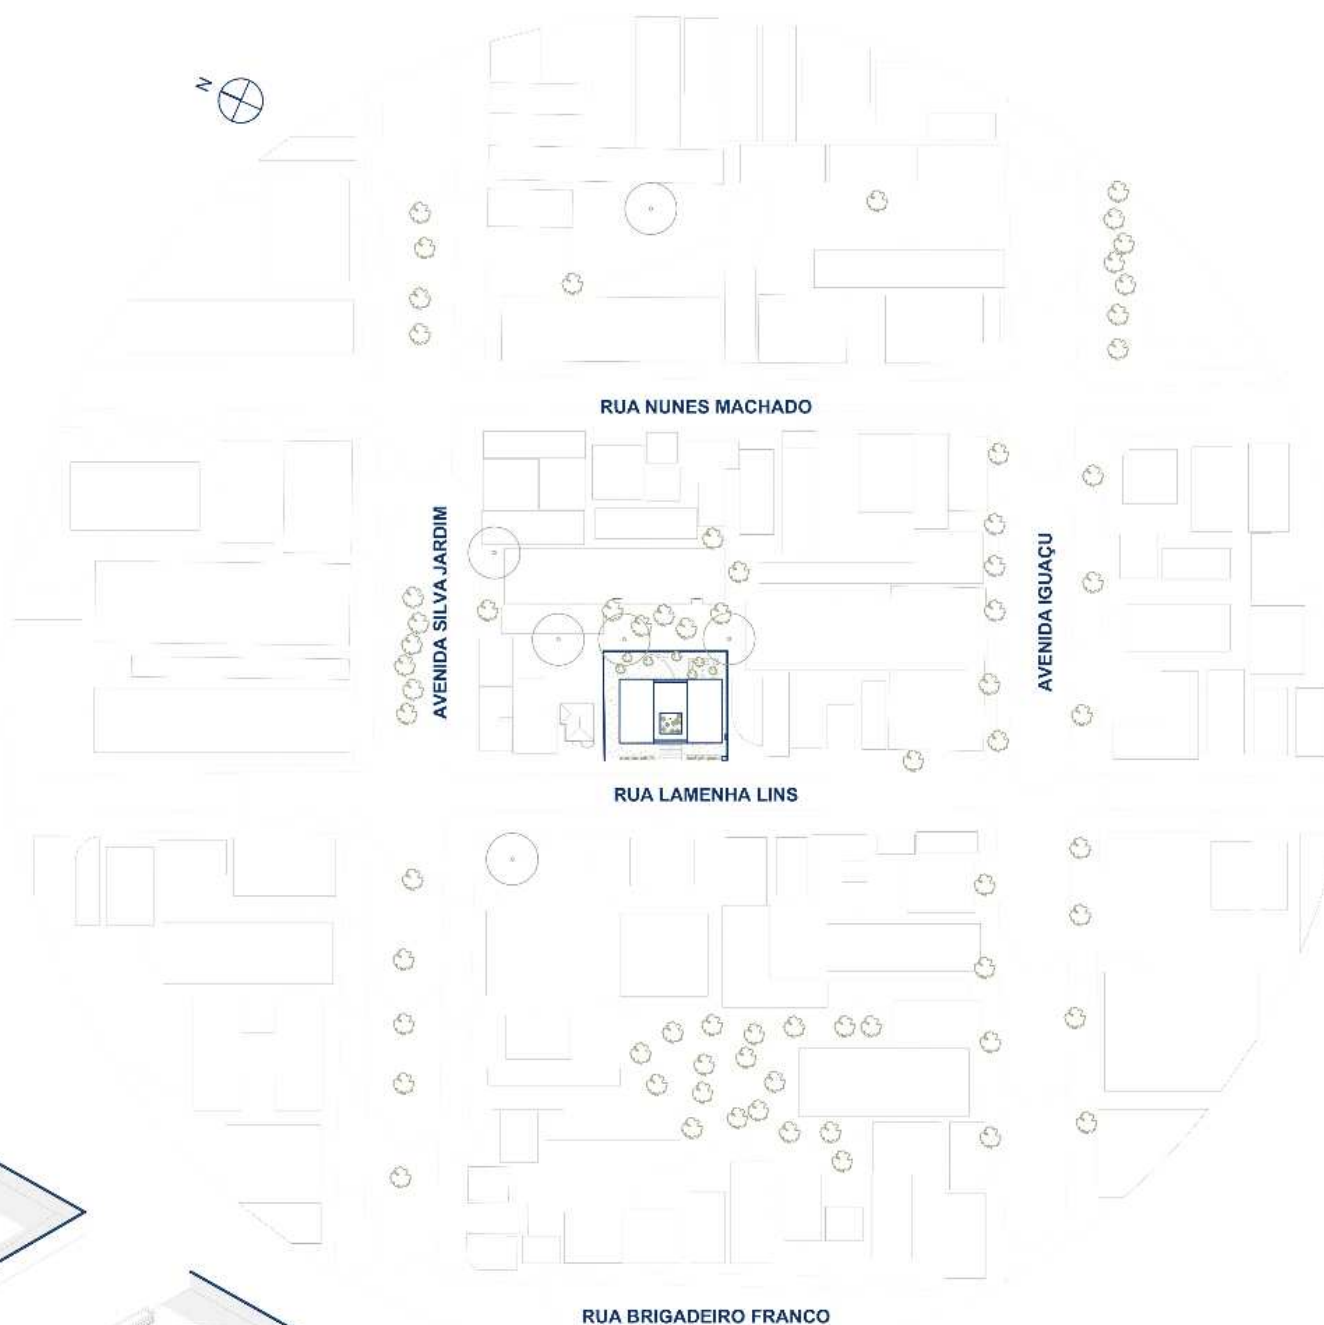 N
RUA NUNES MACHADO
AVENIDA SILVA JARDIM
AVENIDA IGUAÇU
RUA LAMENHA LINS
RUA BRIGADEIRO FRANCO